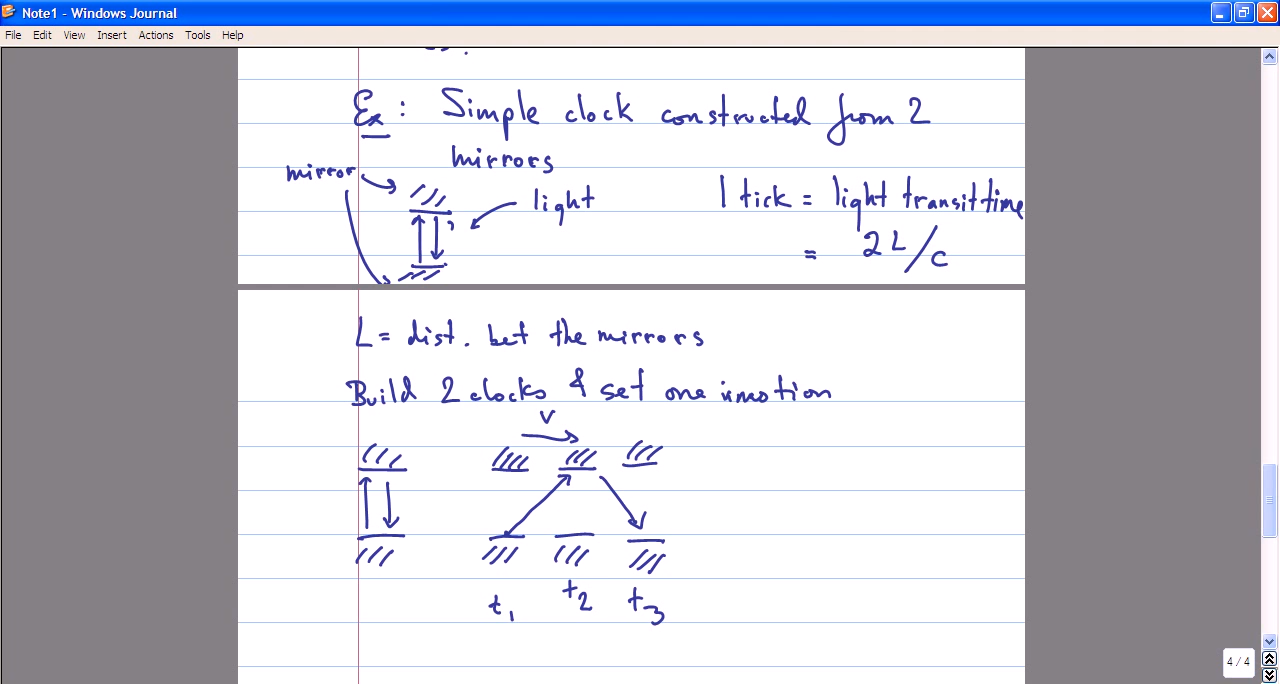 Note1 - Windows Journal
File Edit View Insert Actions Tools Help
Ex: Simple clock constructed from 2
mirrors
mirror
light
1 tick = light transit time
= 2L/c
L = dist. bet the mirrors
Build 2 clocks & set one inmotion
v
t1 t2 t3
4 / 4